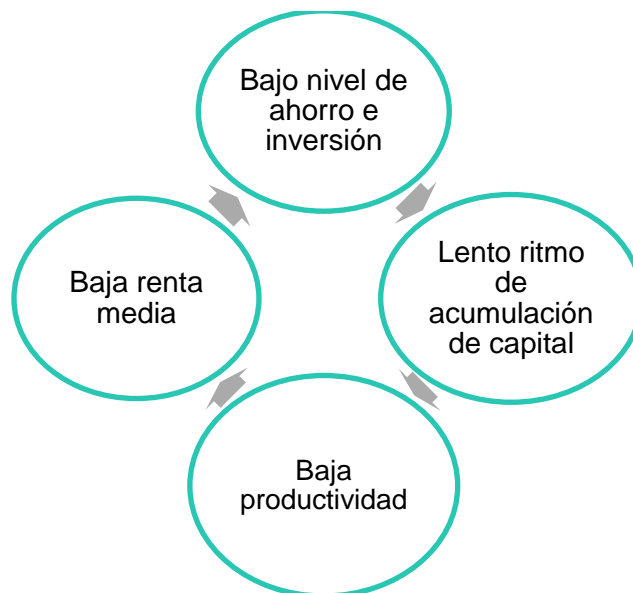 Bajo nivel de
ahorro e
inversión
Baja renta
media
Lento ritmo
de
acumulación
de capital
Baja
productividad